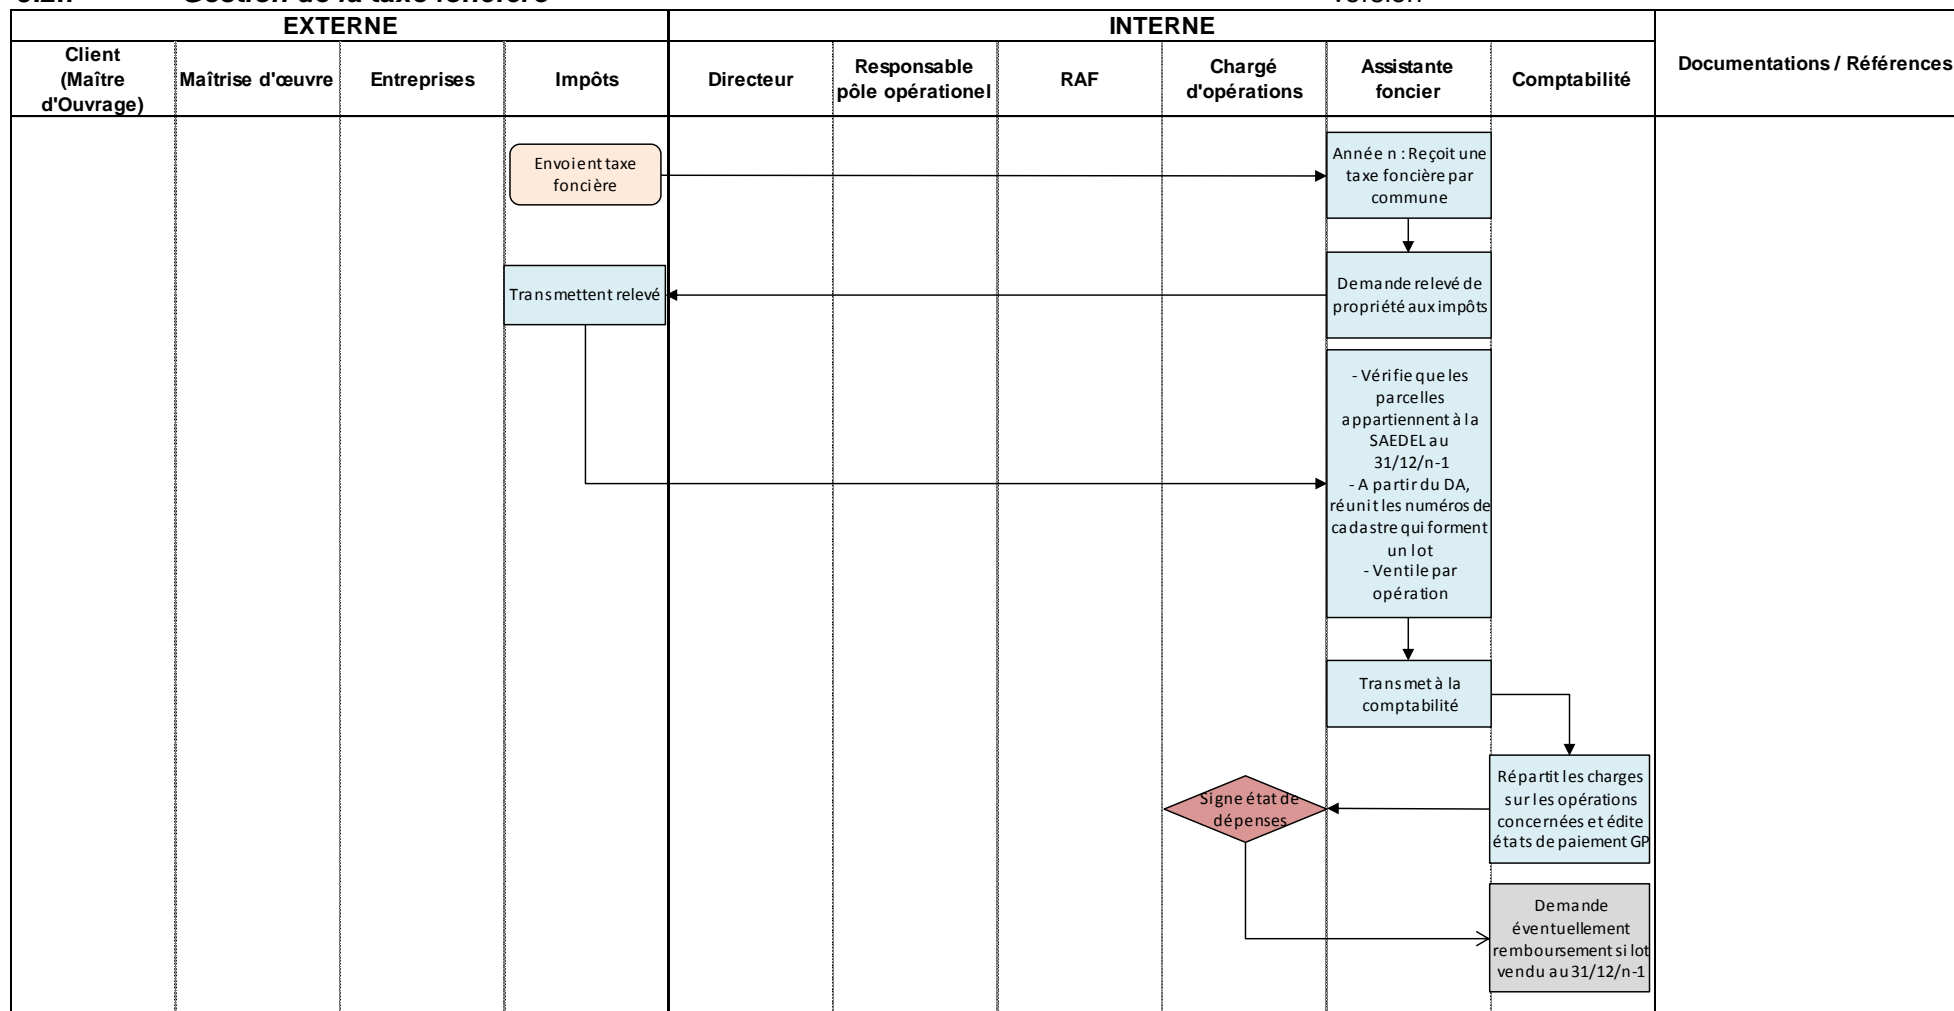 Gestion de la taxe foncière
EXTERNE
INTERNE
Client
(Maître
d'Ouvrage)
Maîtrise d'œuvre
Entreprises
Impôts
Directeur
Responsable
pôle opérationel
RAF
Chargé
d'opérations
Assistante
foncier
Comptabilité
Documentations / Références
Envoient taxe
foncière
Année n : Reçoit une
taxe foncière par
commune
Transmettent relevé
Demande relevé de
propriété aux impôts
- Vérifie que les
parcelles
appartiennent à la
SAEDEL au
31/12/n-1
- A partir du DA,
réunit les numéros de
cadastre qui forment
un lot
- Ventile par
opération
Transmet à la
comptabilité
Répartit les charges
sur les opérations
concernées et édite
états de paiement GP
Signe état de
dépenses
Demande
éventuellement
remboursement si lot
vendu au 31/12/n-1